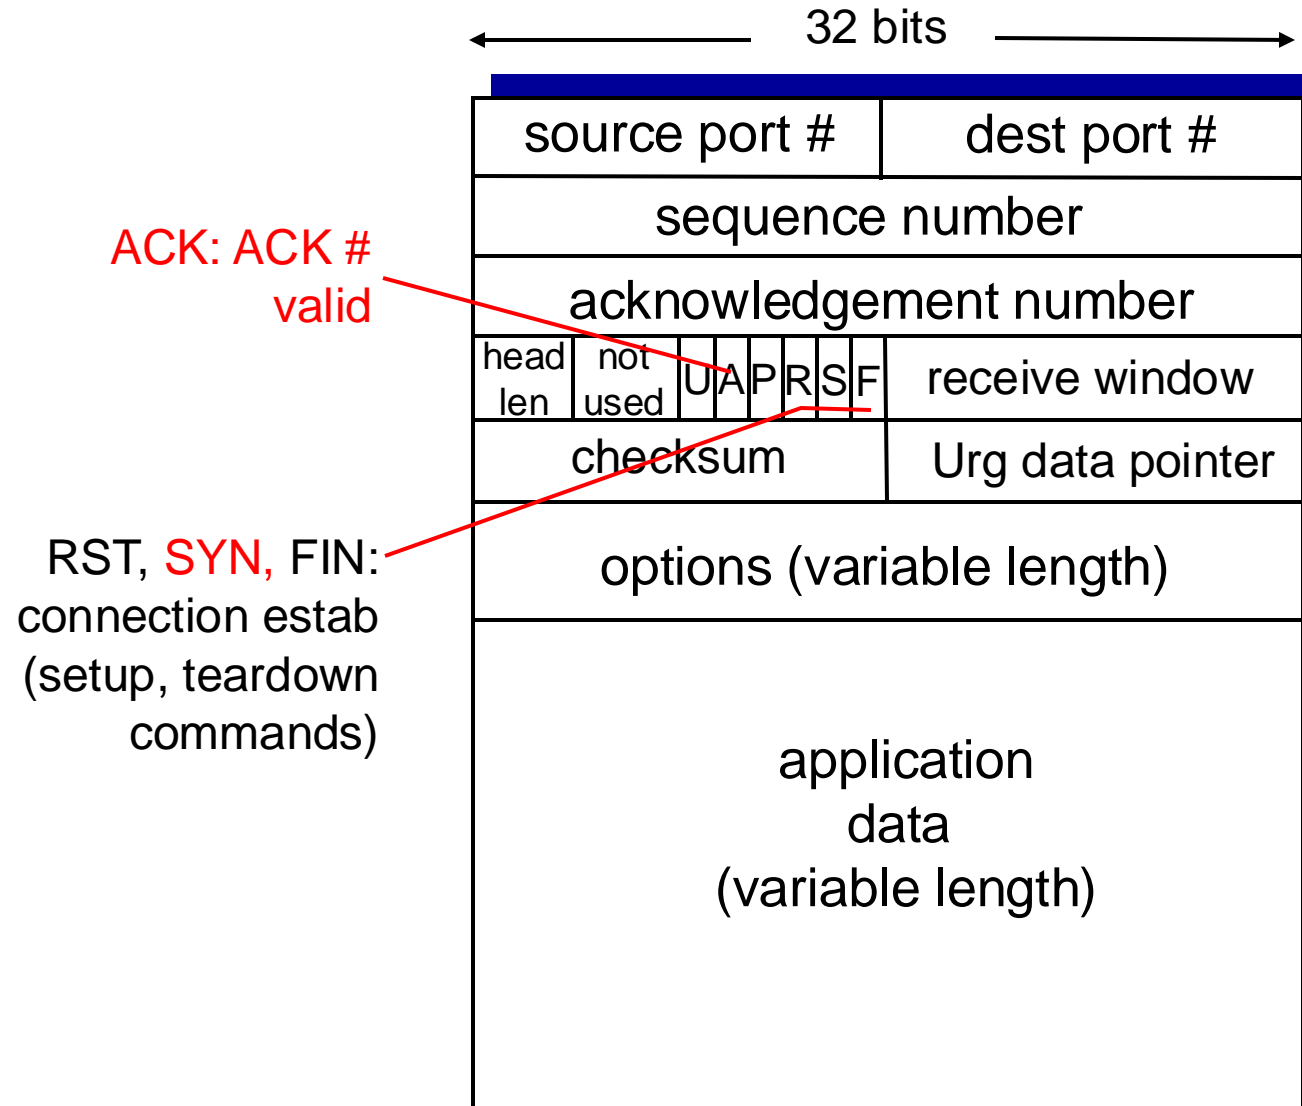 32 bits
source port # dest port #
sequence number
ACK: ACK #
valid
acknowledgement number
head not U A P R S F receive window
len used
checksum Urg data pointer
RST, SYN, FIN:
connection estab
(setup, teardown
commands)
options (variable length)
application
data
(variable length)